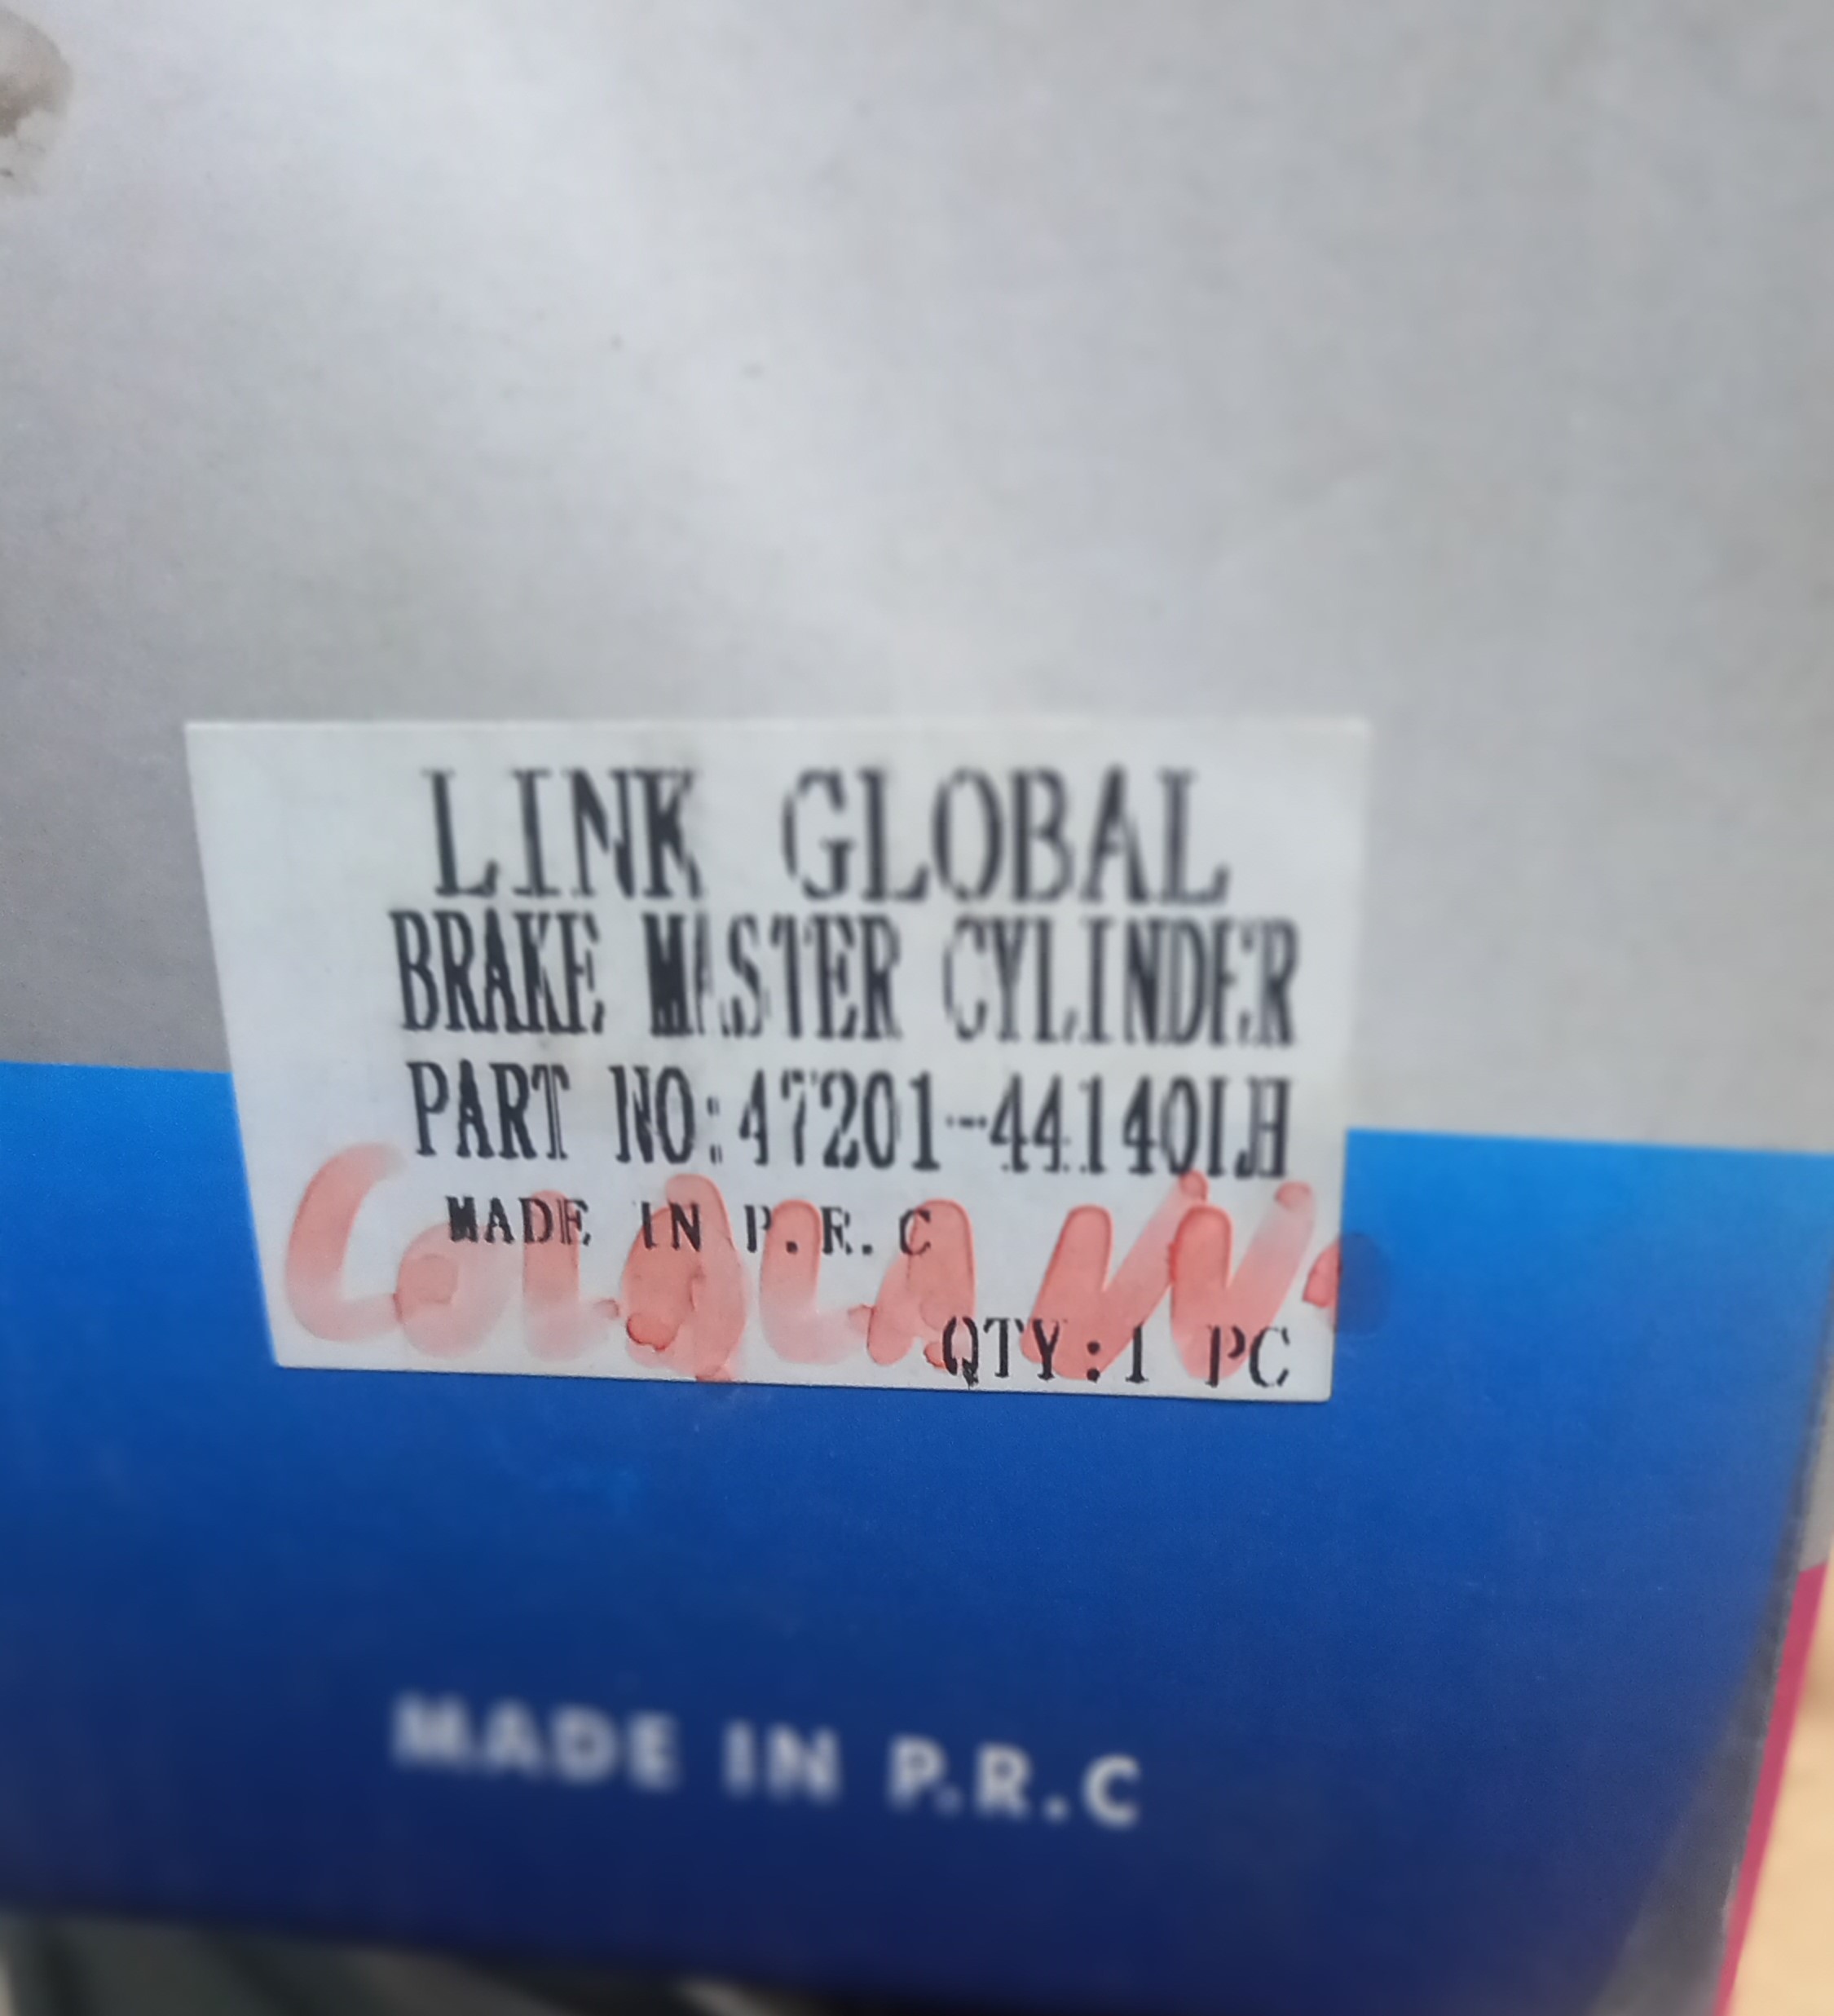 LINK GLOBAL
BRAKE MASTER CYLINDER
PART NO:47201-44140LH
MADE IN P.R.C
QTY:1 PC
MADE IN P.R.C